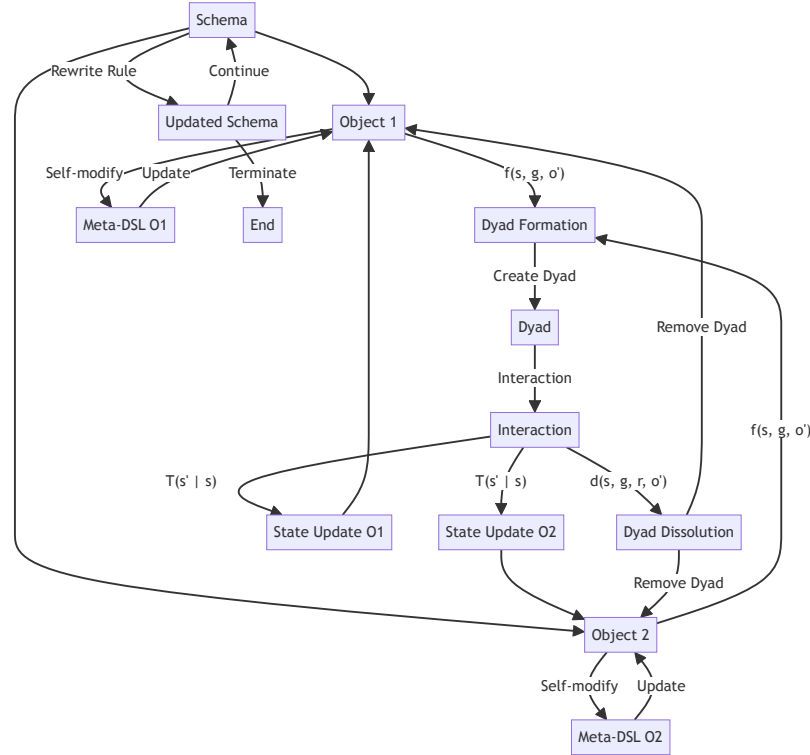 Schema
Rewrite Rule
Continue
Updated Schema
Object 1
Self-modify
Update
Terminate
f(s, g, o')
Meta-DSL O1
End
Dyad Formation
Create Dyad
Dyad
Remove Dyad
Interaction
Interaction
f(s, g, o')
T(s' | s)
T(s' | s)
d(s, g, r, o')
State Update O1
State Update O2
Dyad Dissolution
Remove Dyad
Object 2
Self-modify
Update
Meta-DSL O2